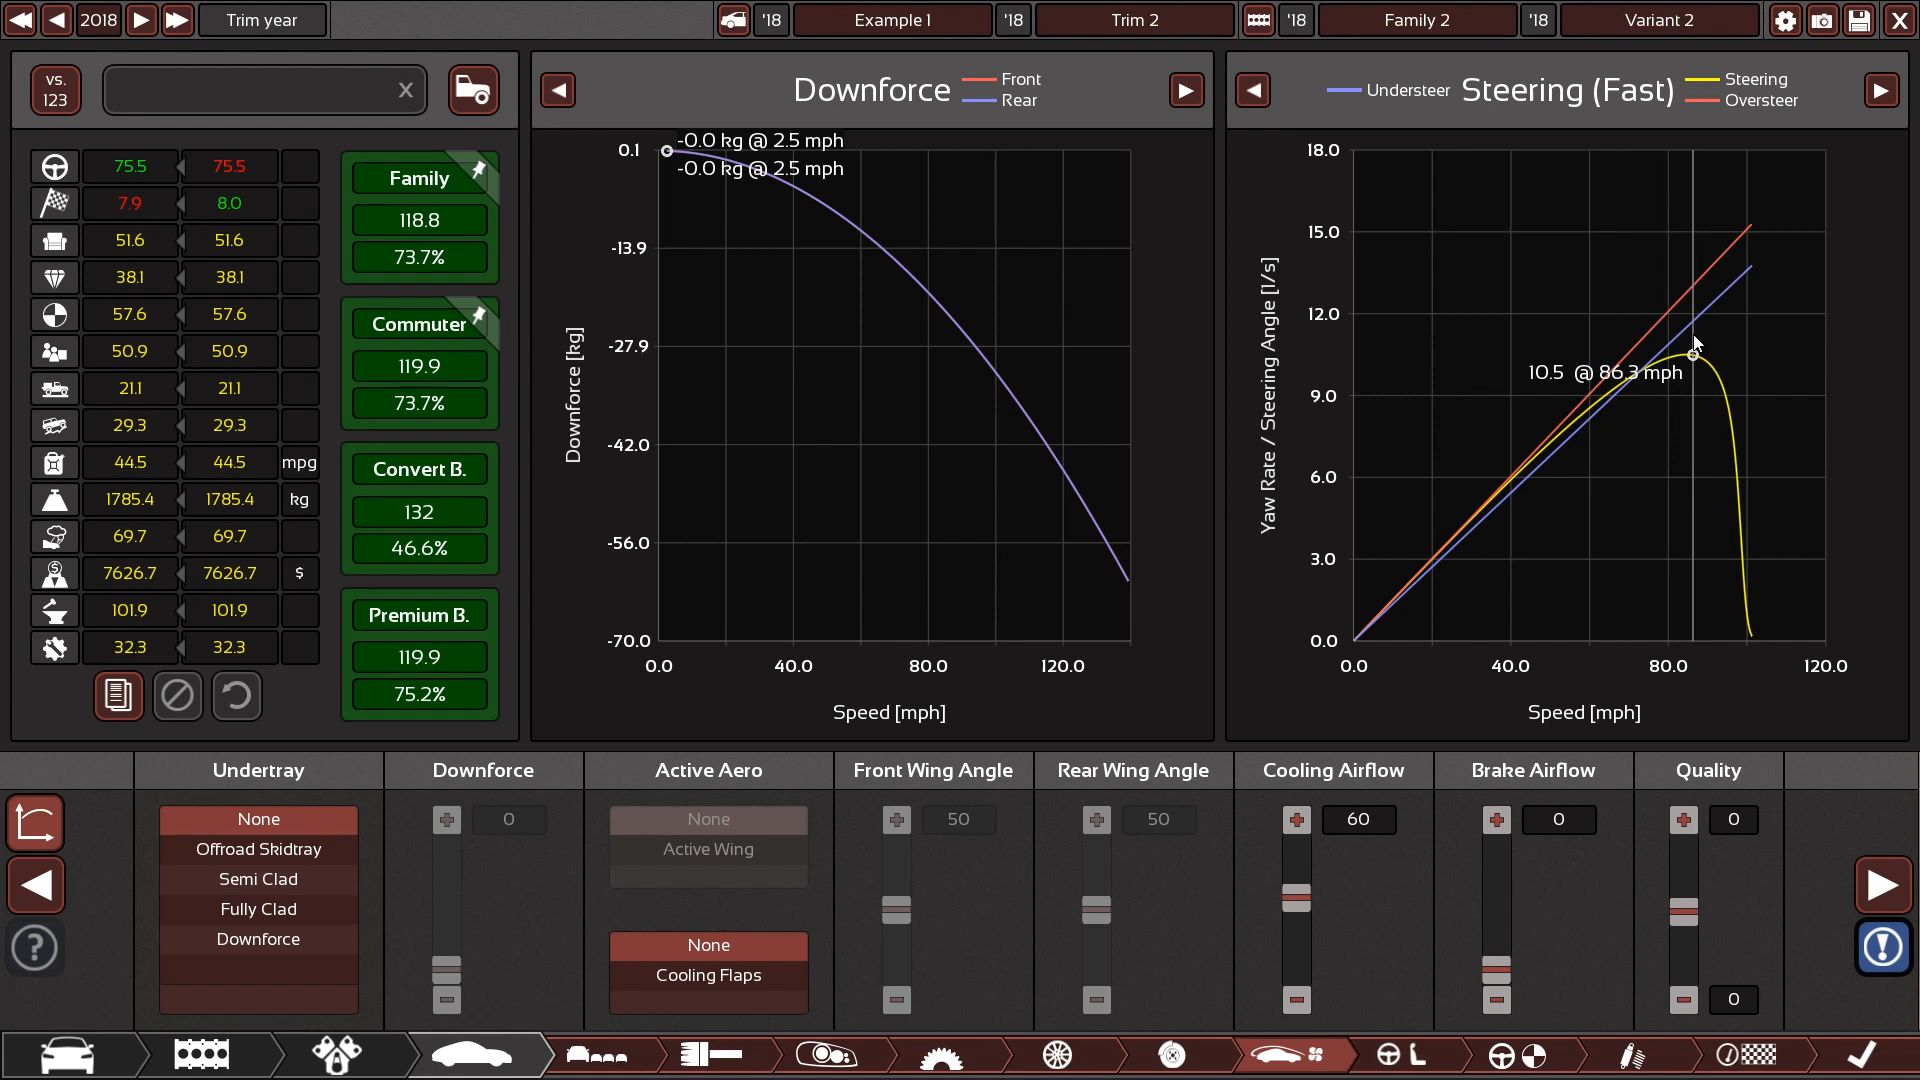 2018
Trim year
'18
Example 1
'18
Trim 2
'18
Family 2
'18
Variant 2
X
vs.
123
x
75.5 75.5
7.9 8.0
51.6 51.6
38.1 38.1
57.6 57.6
50.9 50.9
21.1 21.1
29.3 29.3
44.5 44.5 mpg
1785.4 1785.4 kg
69.7 69.7
7626.7 7626.7 $
101.9 101.9
32.3 32.3
Family
118.8
73.7%
Commuter
119.9
73.7%
Convert B.
132
46.6%
Premium B.
119.9
75.2%
Downforce
Front
Rear
-0.0 kg @ 2.5 mph
-0.0 kg @ 2.5 mph
0.1
-13.9
-27.9
-42.0
-56.0
-70.0
Downforce [kg]
0.0 40.0 80.0 120.0
Speed [mph]
Understeer
Steering (Fast)
Steering
Oversteer
18.0
15.0
12.0
9.0
6.0
3.0
0.0
Yaw Rate / Steering Angle [1/s]
10.5 @ 86.3 mph
0.0 40.0 80.0 120.0
Speed [mph]
Undertray
None
Offroad Skidtray
Semi Clad
Fully Clad
Downforce
Downforce
0
Active Aero
None
Active Wing
None
Cooling Flaps
Front Wing Angle
50
Rear Wing Angle
50
Cooling Airflow
60
Brake Airflow
0
Quality
0
0
?
!